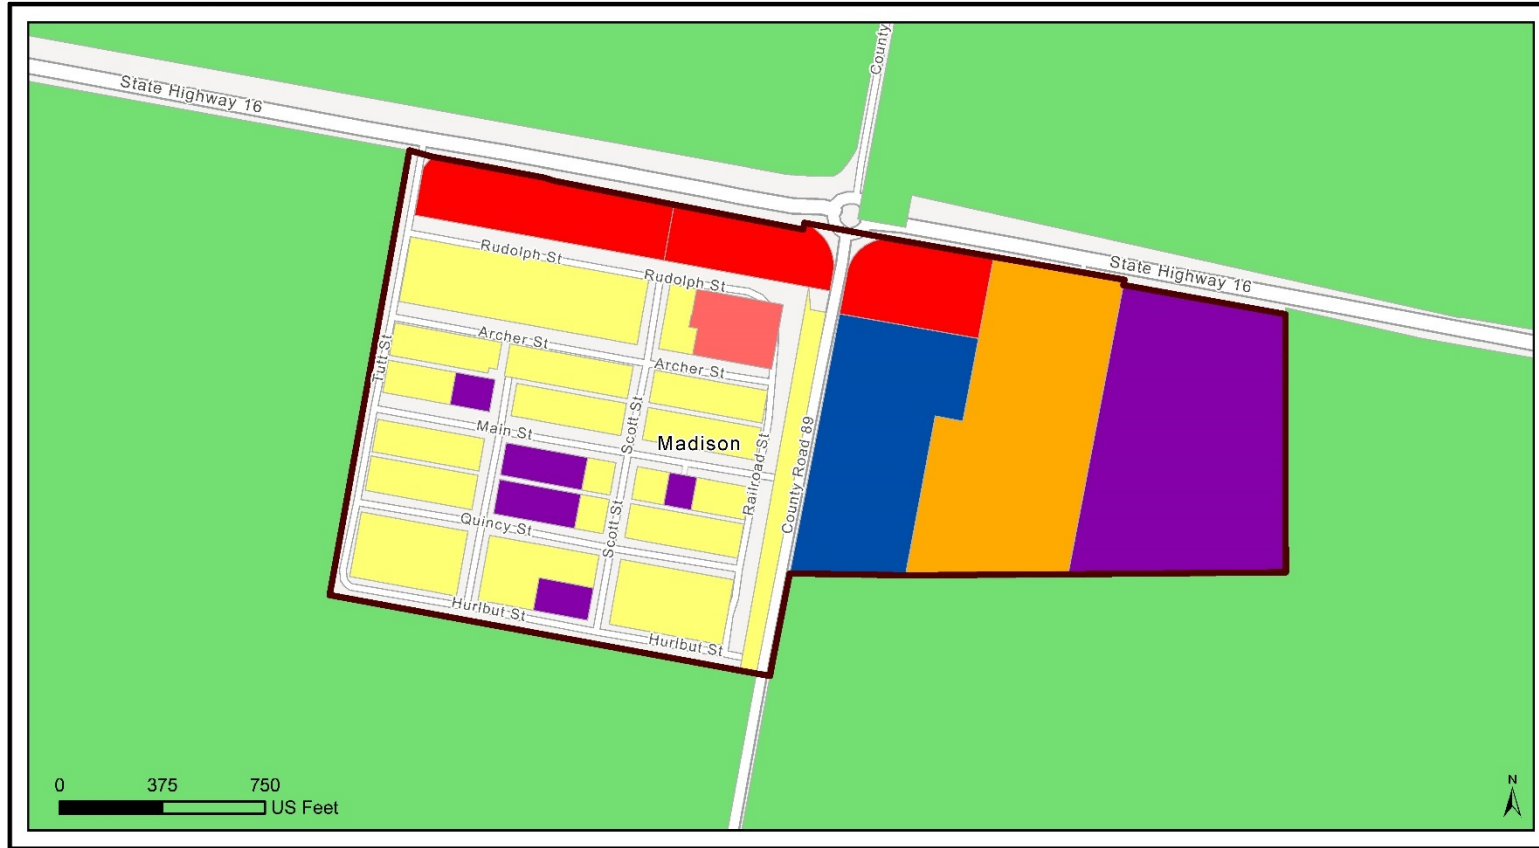 County
State Highway 16
State Highway 16
Rudolph St
Rudolph St
Archer St
Archer St
Tutt St
Scott St
Main St
Madison
Railroad St
County Road 89
Scott St
Quincy St
Hurlbut St
Hurlbut St
0 375 750
US Feet
N